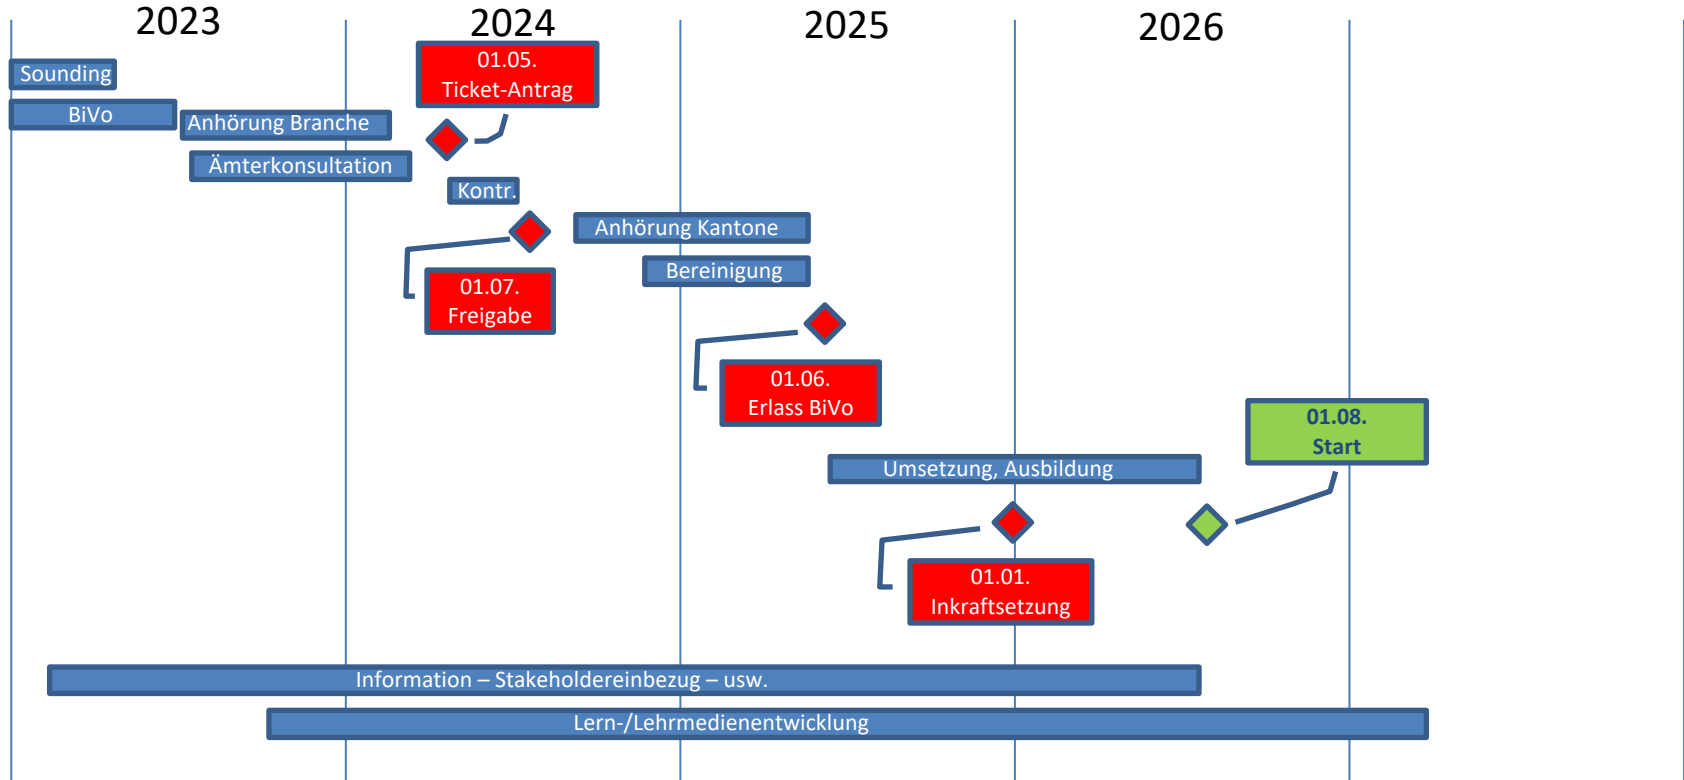 2023
2024
2025
2026
Sounding
BiVo
Anhörung Branche
Ämterkonsultation
01.05.
Ticket-Antrag
Kontr.
Anhörung Kantone
Bereinigung
01.07.
Freigabe
01.06.
Erlass BiVo
01.08.
Start
Umsetzung, Ausbildung
01.01.
Inkraftsetzung
Information – Stakeholdereinbezug – usw.
Lern-/Lehrmedienentwicklung